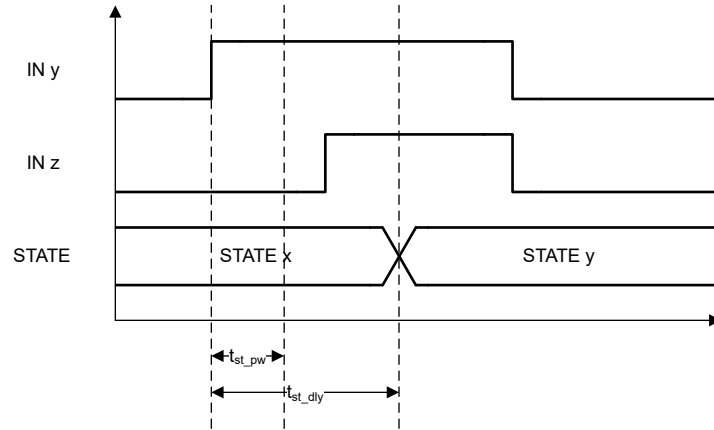 IN y
IN z
STATE
STATE x
STATE y
t_st_pw
t_st_dly